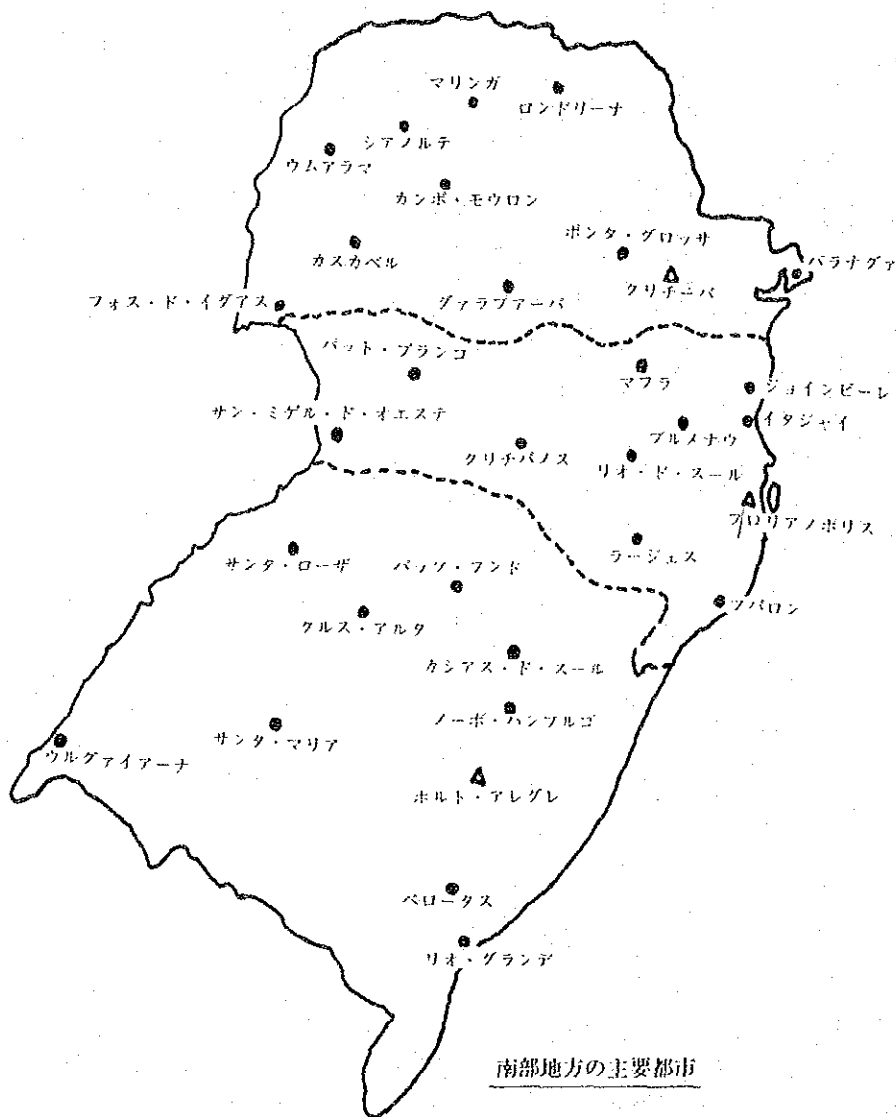 マリンガ
ロンドリーナ
シアノルテ
ウムアラマ
カンポ・モウロン
ポンタ・グロッサ
カスカベル
パラナグァ
クリチーバ
グァラプアーバ
フォス・ド・イグアス
パット・ブランコ
マフラ
ジョインビーレ
サン・ミゲル・ド・オエステ
イタジャイ
ブルメナウ
クリチバノス
リオ・ド・スール
フロリアノポリス
サンタ・ローザ
パッソ・フンド
ラージェス
クルス・アルタ
ツバロン
カシアス・ド・スール
ノーボ・ハンブルゴ
サンタ・マリア
ウルグァイアーナ
ポルト・アレグレ
ペロータス
リオ・グランデ
南部地方の主要都市